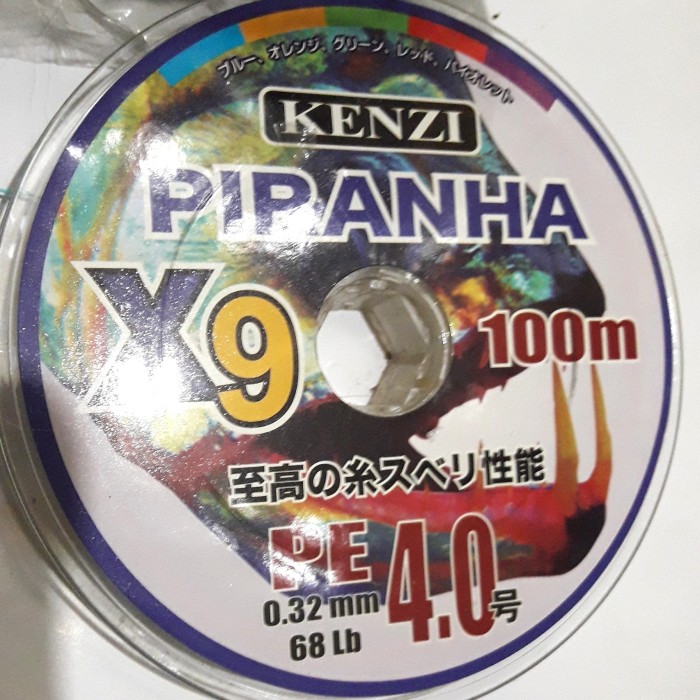 ブルー、オレンジ、グリーン、レッド、バイオレット
KENZI
PIRANHA
X9
100m
至高の糸スベリ性能
PE 4.0号
0.32 mm
68 Lb